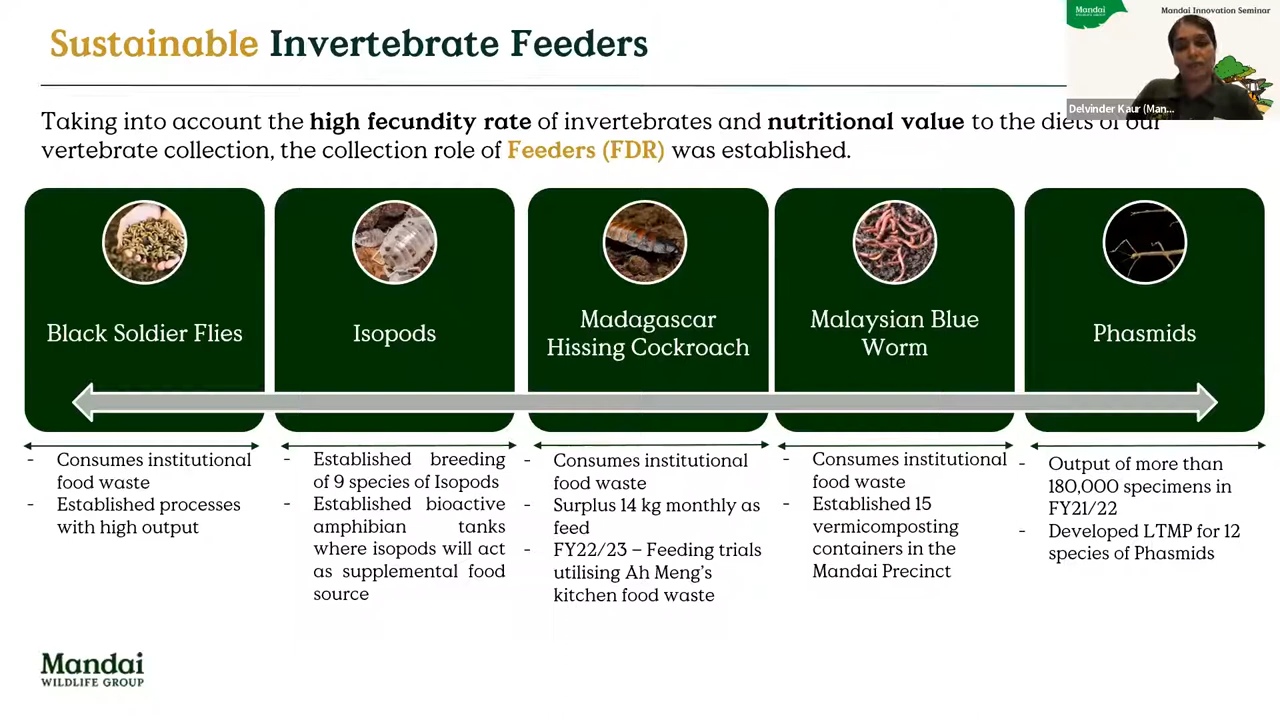 Sustainable Invertebrate Feeders
Mandai
WILDLIFE GROUP
Mandai Innovation Seminar
Delvinder Kaur (Man...
Taking into account the high fecundity rate of invertebrates and nutritional value to the diets of our
vertebrate collection, the collection role of Feeders (FDR) was established.
Black Soldier Flies
Isopods
Madagascar
Hissing Cockroach
Malaysian Blue
Worm
Phasmids
- Consumes institutional
food waste
- Established processes
with high output
- Established breeding
of 9 species of Isopods
- Established bioactive
amphibian tanks
where isopods will act
as supplemental food
source
- Consumes institutional
food waste
- Surplus 14 kg monthly as
feed
- FY22/23 – Feeding trials
utilising Ah Meng’s
kitchen food waste
- Consumes institutional
food waste
- Established 15
vermicomposting
containers in the
Mandai Precinct
- Output of more than
180,000 specimens in
FY21/22
- Developed LTMP for 12
species of Phasmids
Mandai
WILDLIFE GROUP